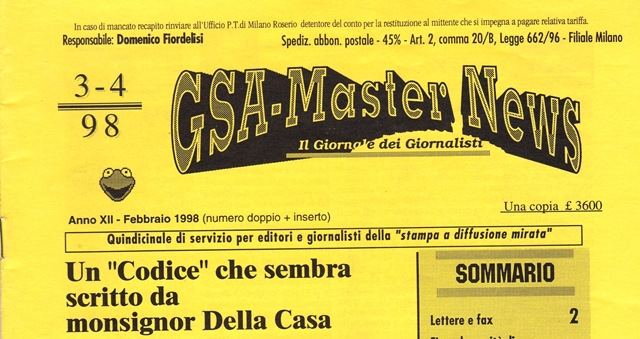 In caso di mancato recapito rinviare all'Ufficio P.T.di Milano Roserio detentore del conto per la restituzione al mittente che si impegna a pagare relativa tariffa.
Responsabile: Domenico Fiordelisi
Spediz. abbon. postale - 45% - Art. 2, comma 20/B, Legge 662/96 - Filiale Milano
3-4
98
GSA-Master News
Il Giornale dei Giornalisti
Una copia £ 3600
Anno XII - Febbraio 1998 (numero doppio + inserto)
Quindicinale di servizio per editori e giornalisti della "stampa a diffusione mirata"
Un "Codice" che sembra
scritto da
monsignor Della Casa
SOMMARIO
Lettere e fax 2